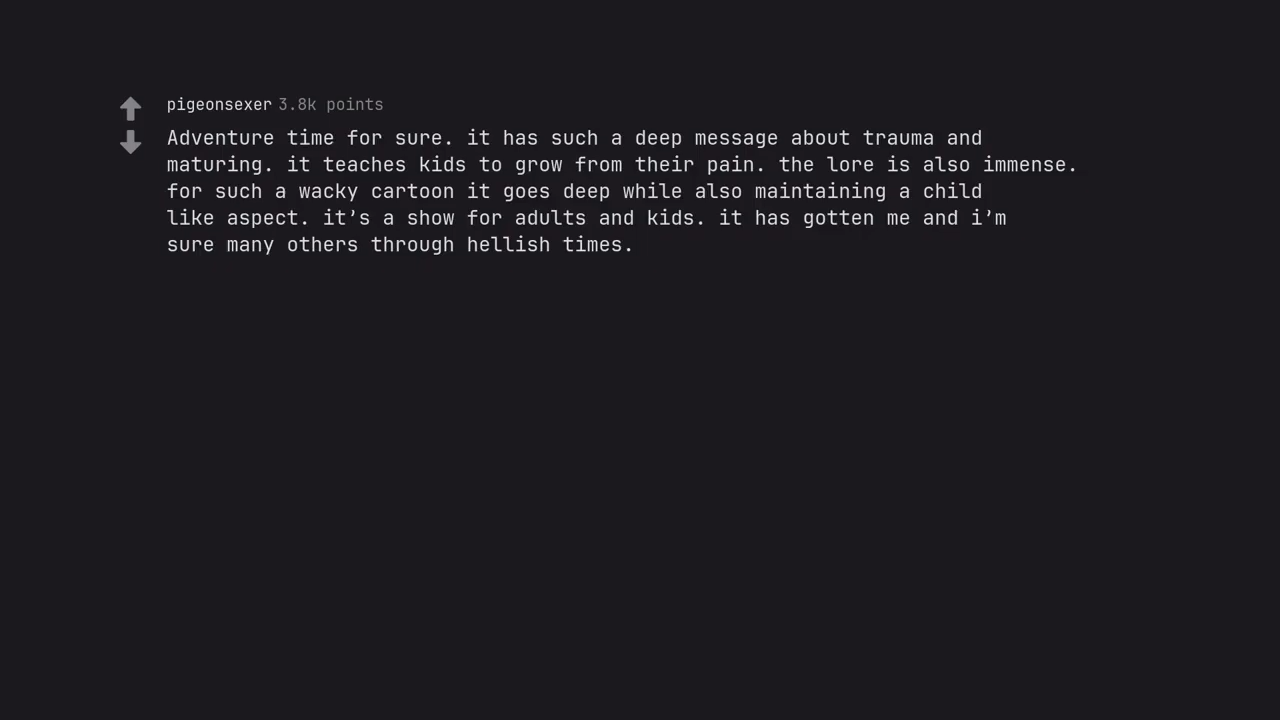 pigeonsexer 3.8k points
Adventure time for sure. it has such a deep message about trauma and
maturing. it teaches kids to grow from their pain. the lore is also immense.
for such a wacky cartoon it goes deep while also maintaining a child
like aspect. it’s a show for adults and kids. it has gotten me and i’m
sure many others through hellish times.